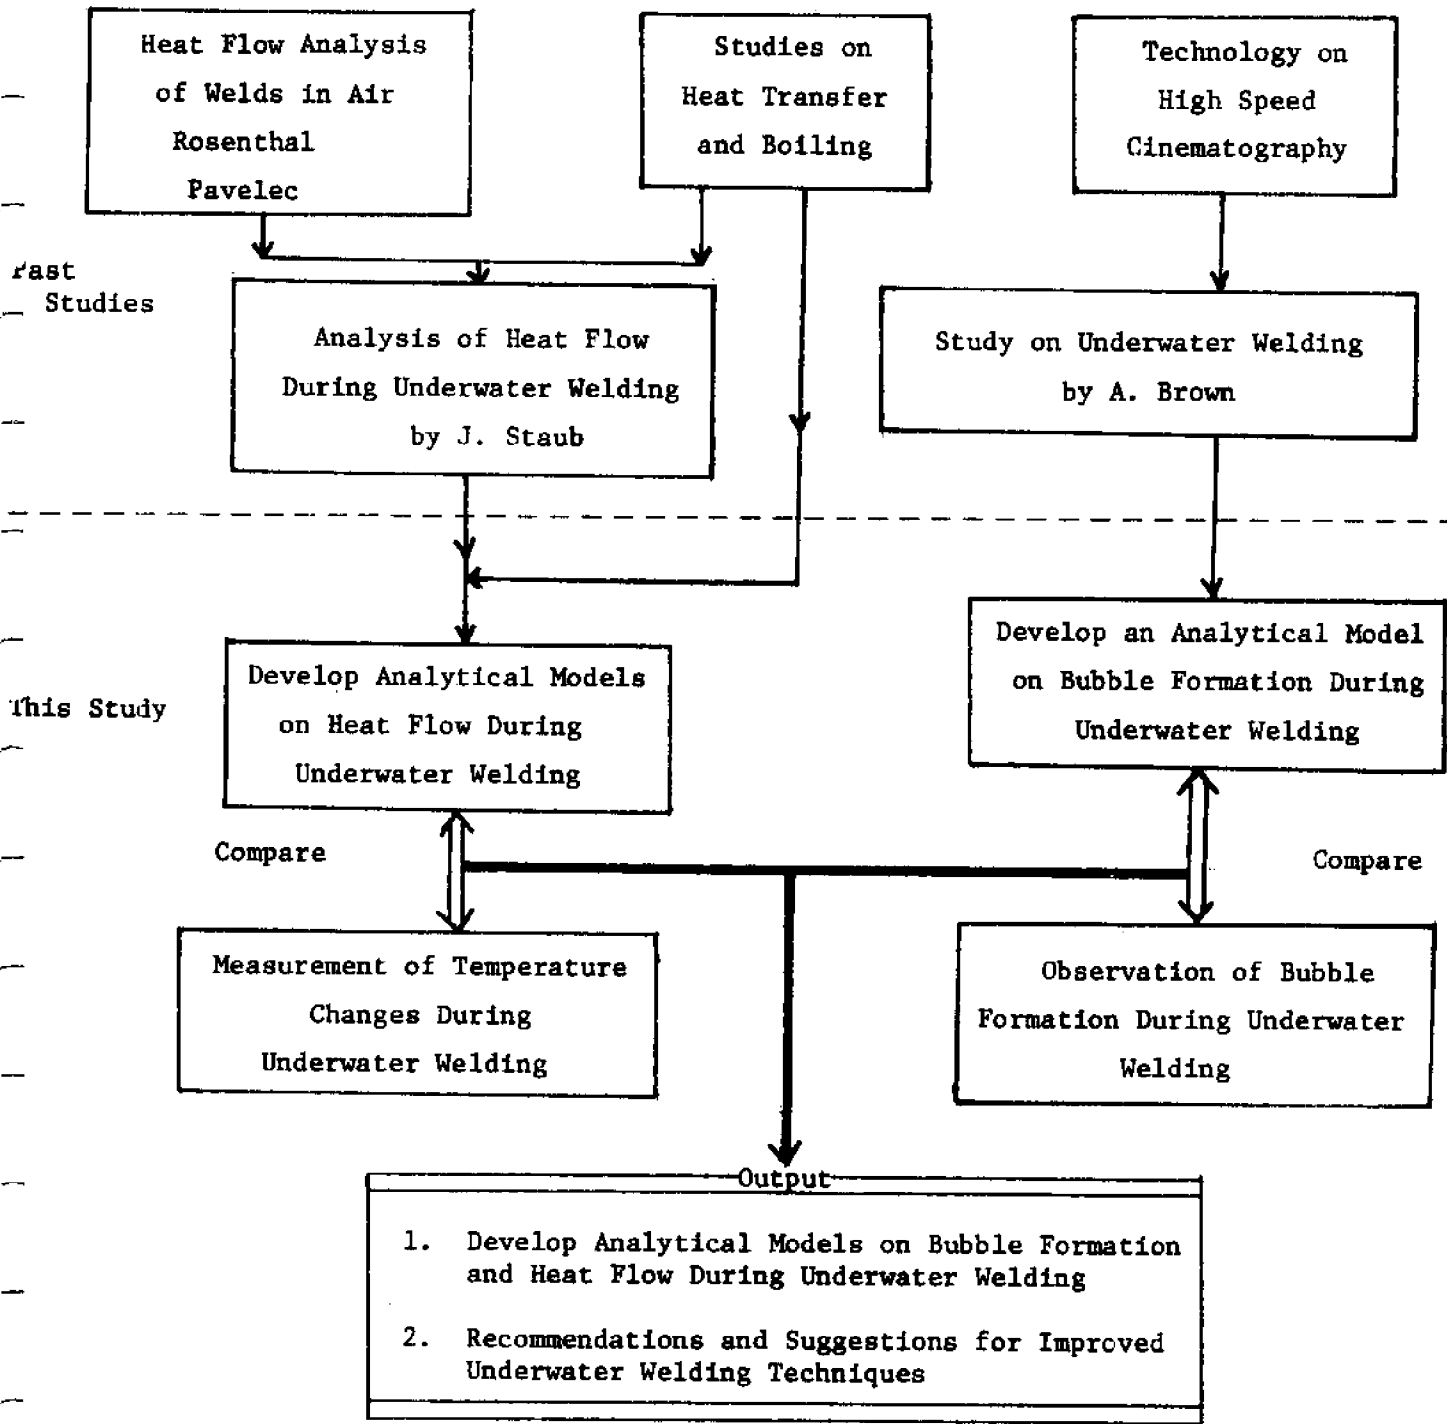 Heat Flow Analysis
of Welds in Air
Rosenthal
Pavelec
Studies on
Heat Transfer
and Boiling
Technology on
High Speed
Cinematography
Past
Studies
Analysis of Heat Flow
During Underwater Welding
by J. Staub
Study on Underwater Welding
by A. Brown
This Study
Develop Analytical Models
on Heat Flow During
Underwater Welding
Develop an Analytical Model
on Bubble Formation During
Underwater Welding
Compare
Compare
Measurement of Temperature
Changes During
Underwater Welding
Observation of Bubble
Formation During Underwater
Welding
Output
1. Develop Analytical Models on Bubble Formation
and Heat Flow During Underwater Welding
2. Recommendations and Suggestions for Improved
Underwater Welding Techniques